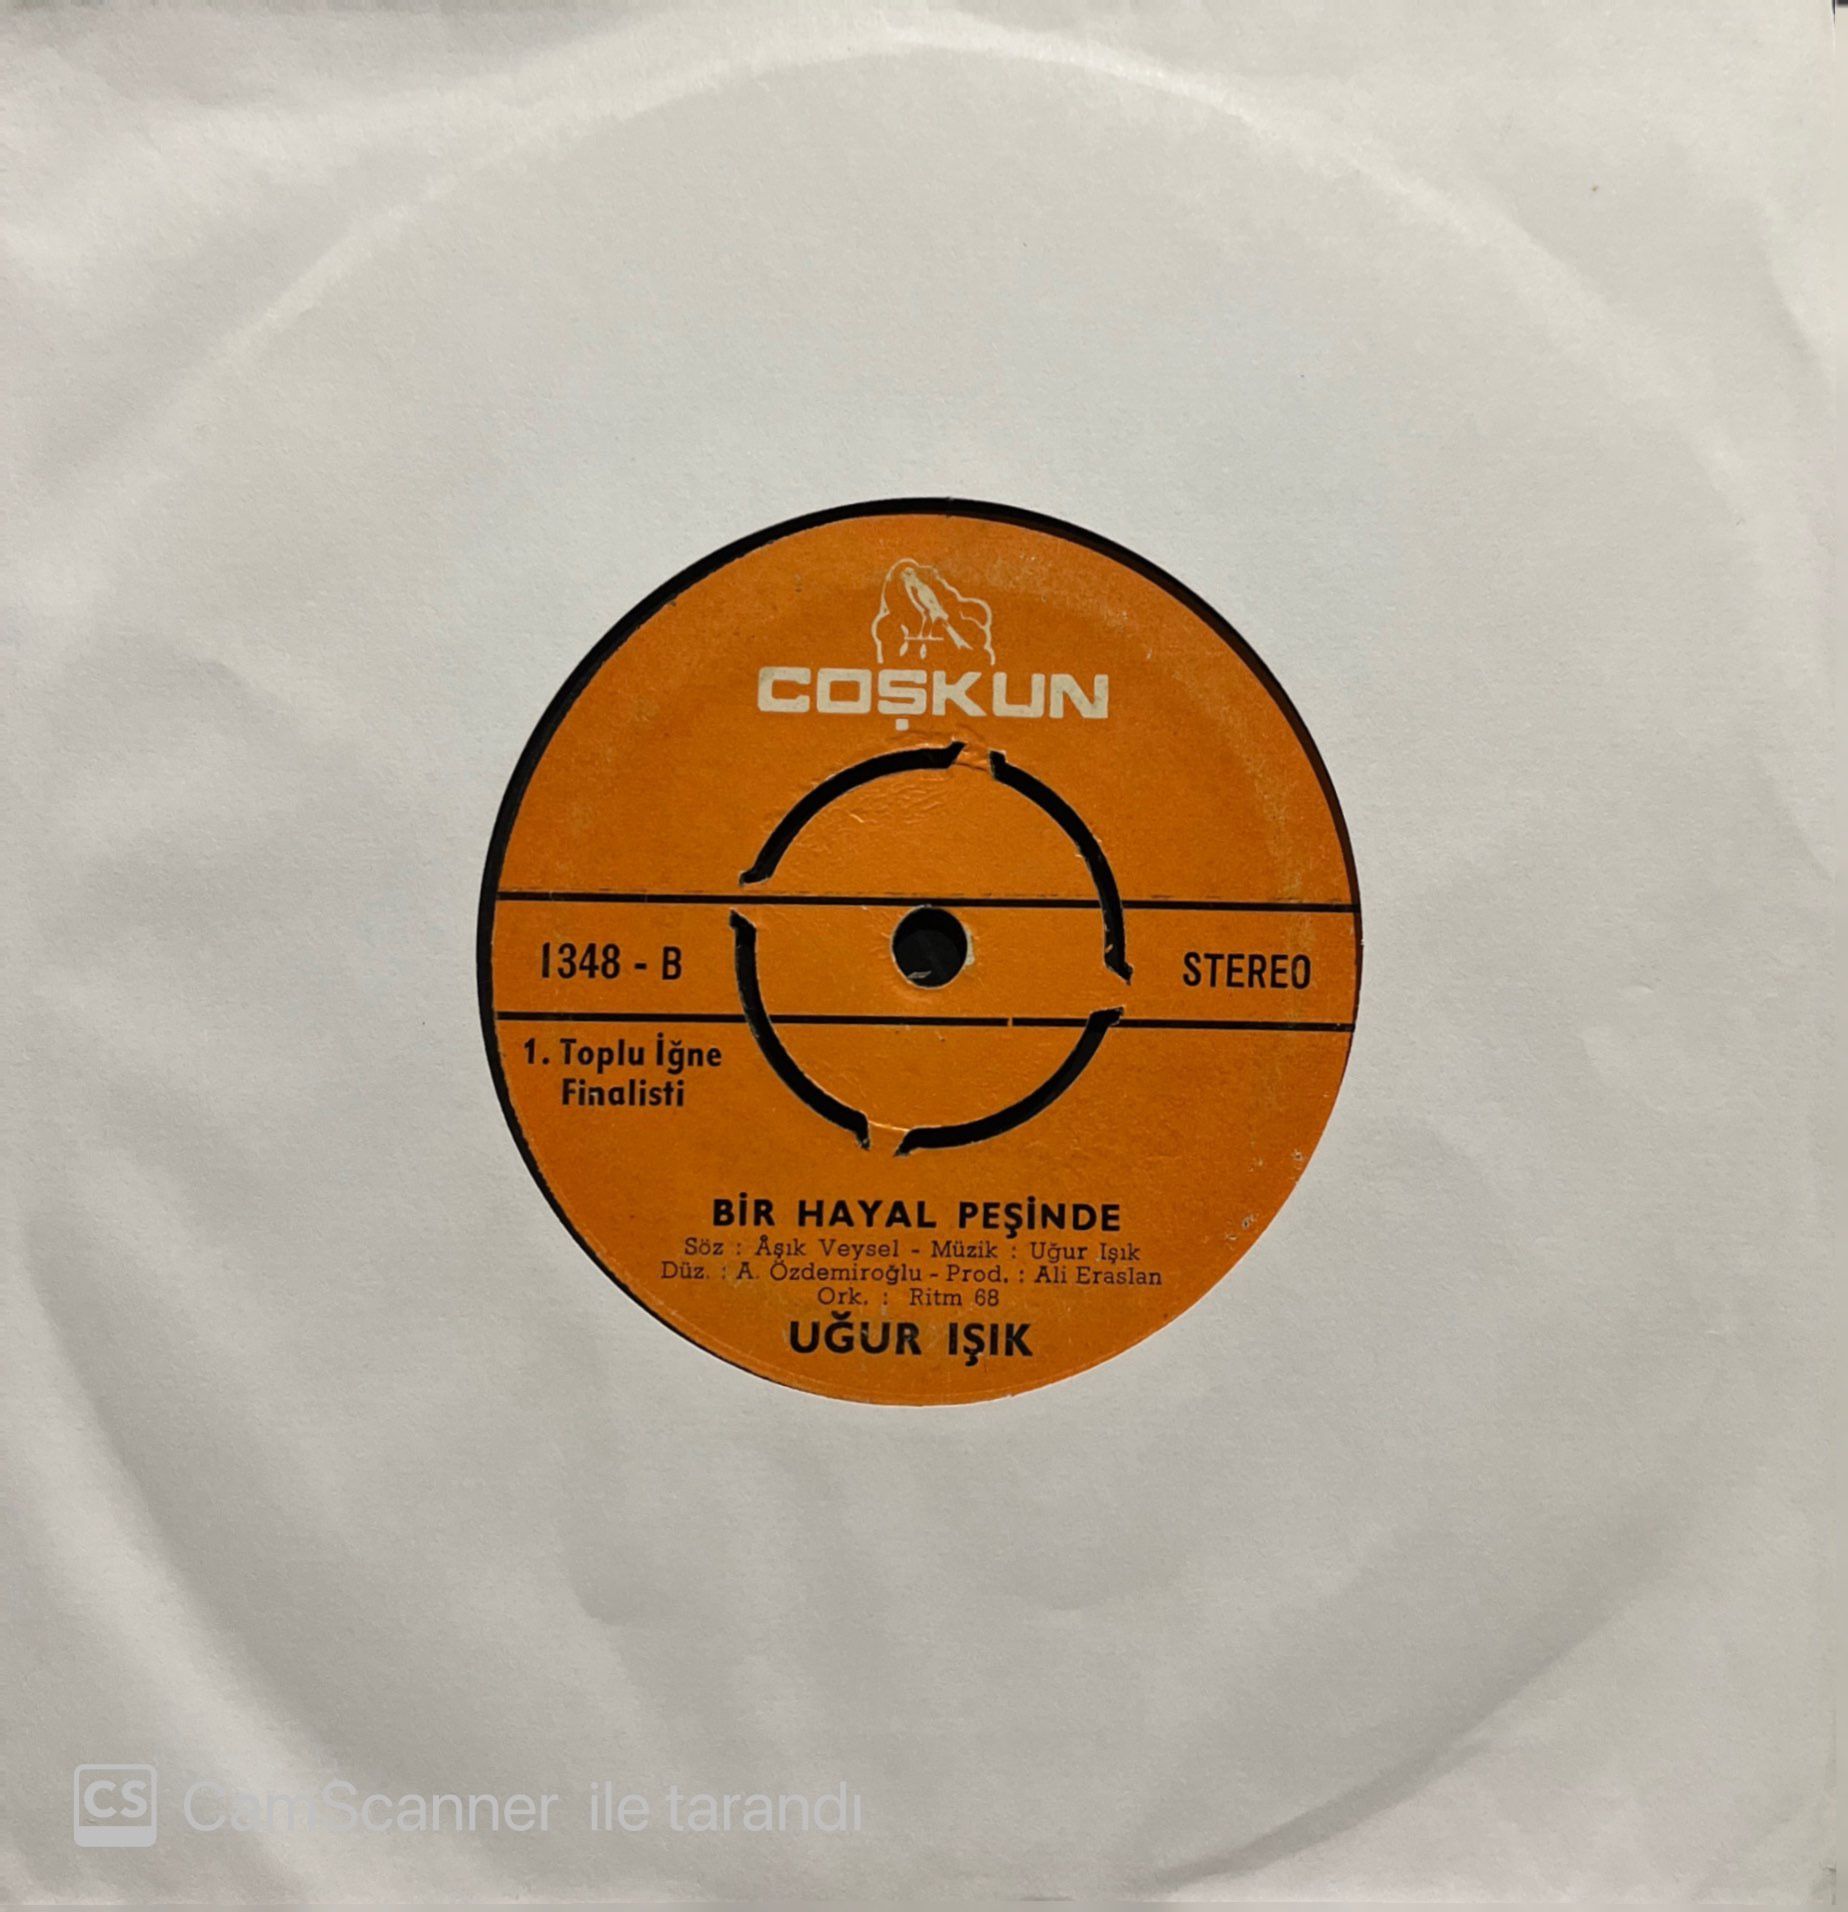 COŞKUN
1348 - B
STEREO
1. Toplu İğne
Finalisti
BİR HAYAL PEŞİNDE
Söz : Âşık Veysel - Müzik : Uğur Işık
Düz. : A. Özdemiroğlu - Prod. : Ali Eraslan
Ork. : Ritm 68
UĞUR IŞIK
CS CamScanner ile tarandı